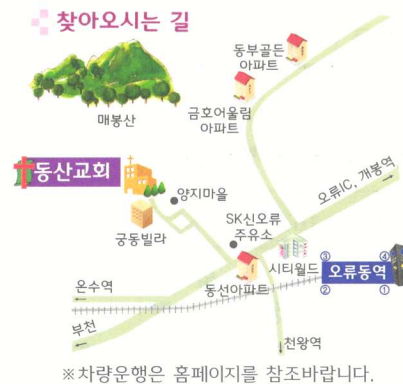 찾아오시는 길
동부골든
아파트
금호어울림
아파트
매봉산
동산교회
양지마을
오류IC, 개봉역
SK신오류
주유소
궁동빌라
시티월드
③
④
오류동역
②
①
온수역
동선아파트
부천
천왕역
※차량운행은 홈페이지를 참조바랍니다.